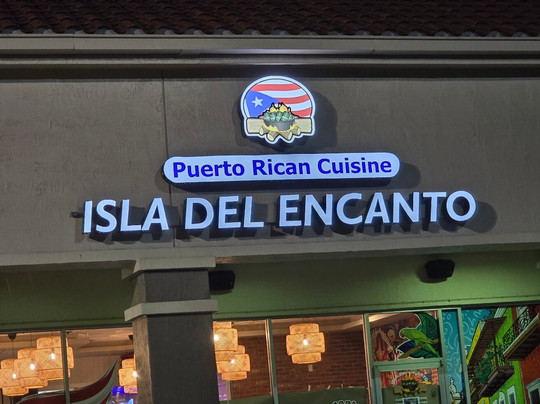 Puerto Rican Cuisine
ISLA DEL ENCANTO